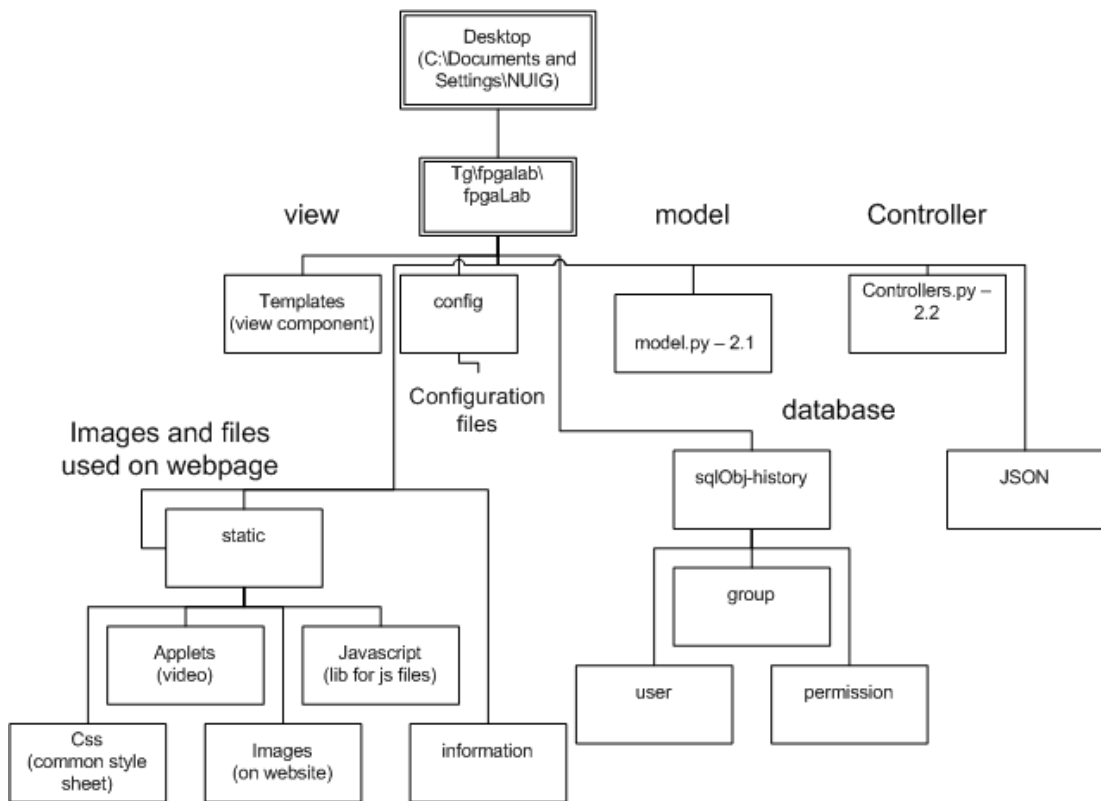 Desktop
(C:\Documents and
Settings\NUIG)
Tg\fpgalab\
fpgaLab
view
model
Controller
Templates
(view component)
config
model.py – 2.1
Controllers.py –
2.2
Configuration
files
database
Images and files
used on webpage
sqlObj-history
JSON
static
group
Applets
(video)
Javascript
(lib for js files)
user
permission
Css
(common style
sheet)
Images
(on website)
information